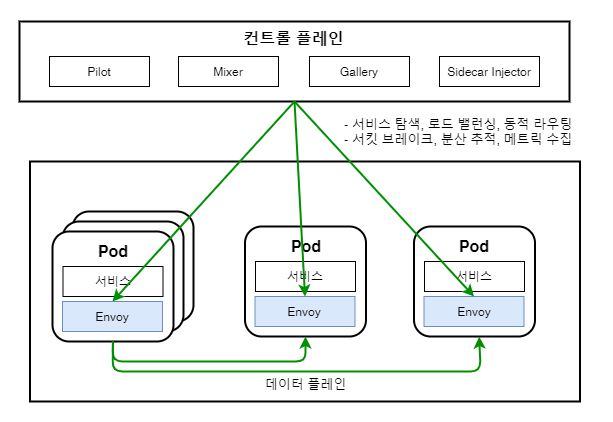 컨트롤 플레인
Pilot
Mixer
Gallery
Sidecar Injector
- 서비스 탐색, 로드 밸런싱, 동적 라우팅
- 서킷 브레이크, 분산 추적, 메트릭 수집
Pod
서비스
Envoy
Pod
서비스
Envoy
Pod
서비스
Envoy
데이터 플레인